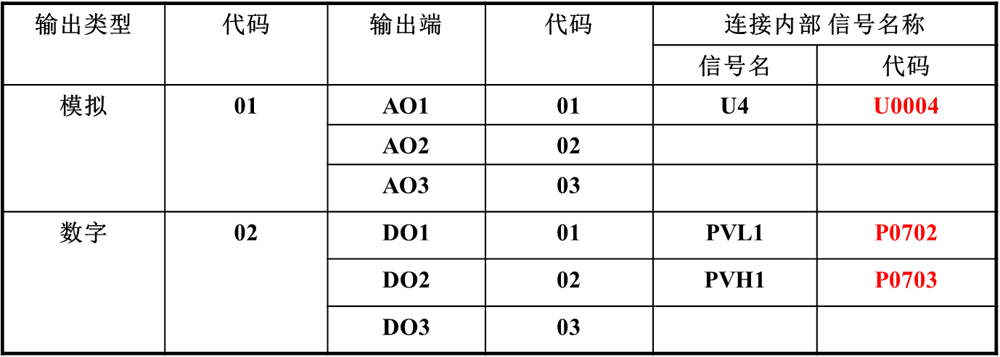 输出类型 代码 输出端 代码 连接内部 信号名称
信号名 代码
模拟 01 AO1 01 U4 U0004
AO2 02
AO3 03
数字 02 DO1 01 PVL1 P0702
DO2 02 PVH1 P0703
DO3 03